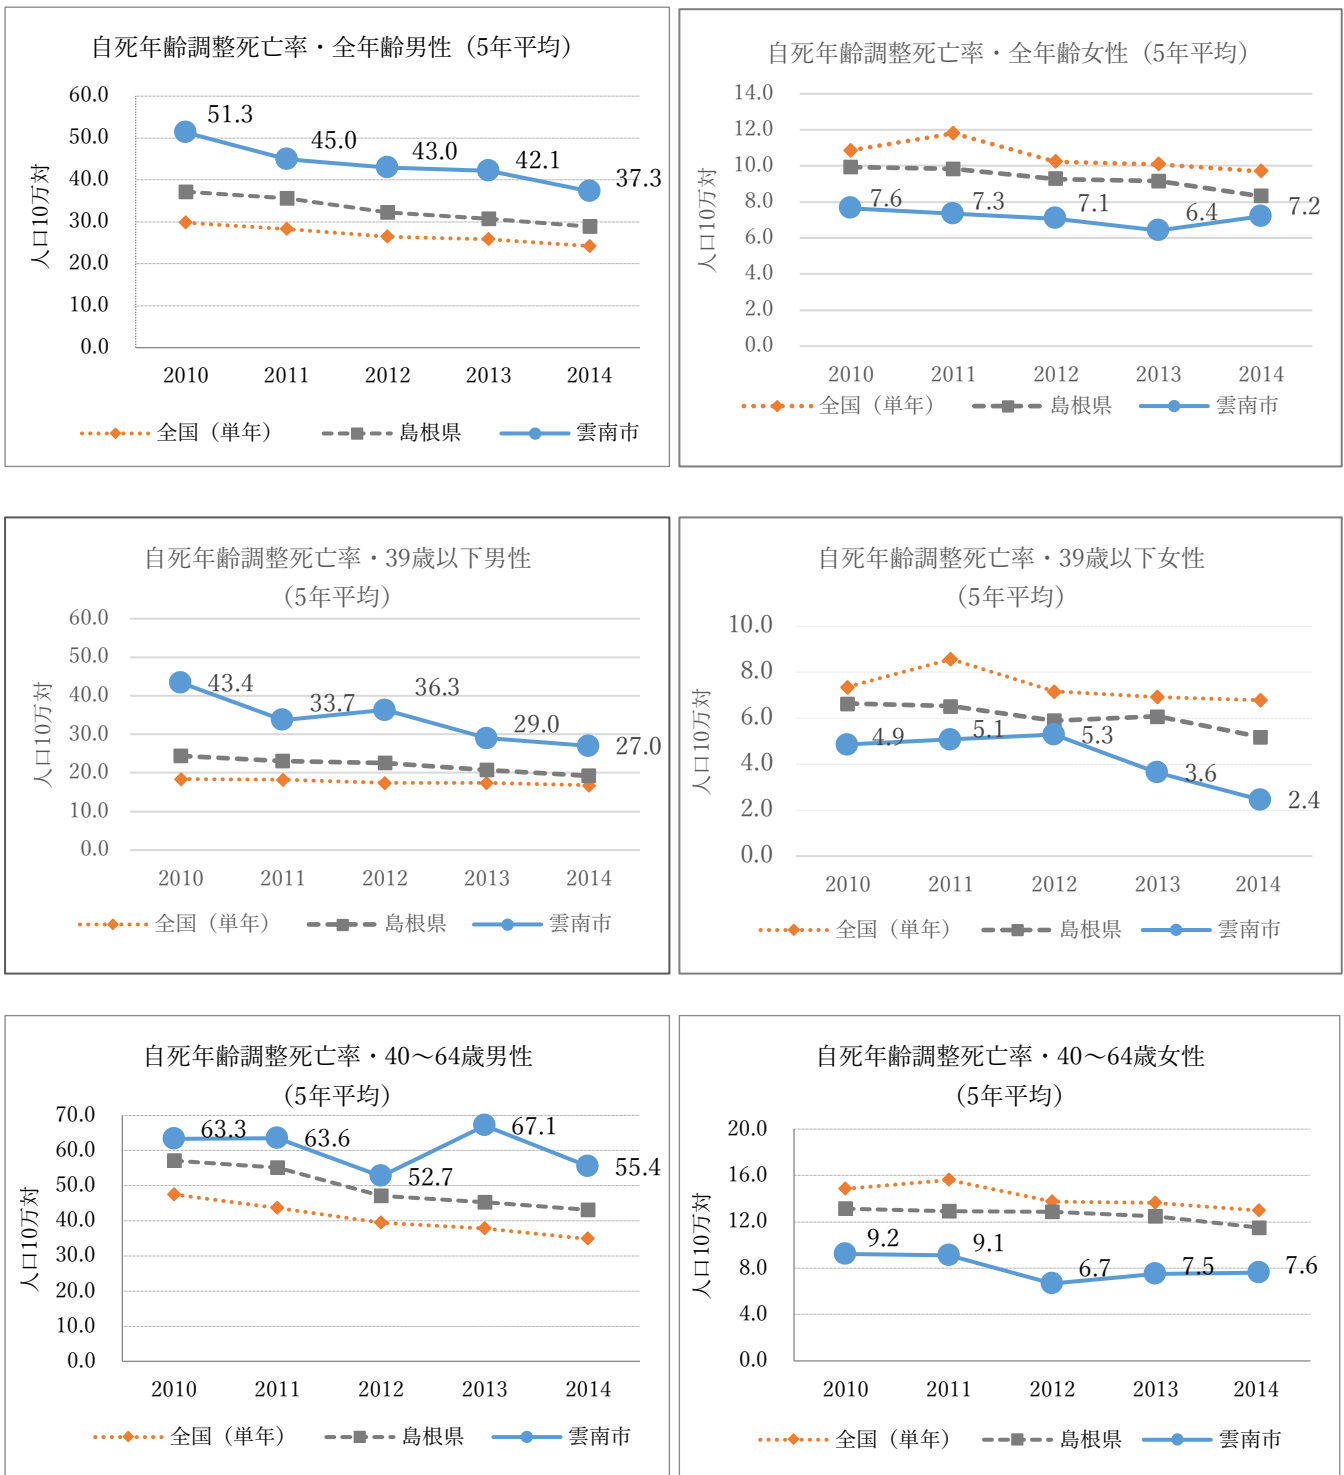 自死年齢調整死亡率・全年齢男性（5年平均）
人口10万対
60.0
50.0
40.0
30.0
20.0
10.0
0.0
51.3
45.0
43.0
42.1
37.3
2010 2011 2012 2013 2014
全国（単年） 島根県 雲南市
自死年齢調整死亡率・全年齢女性（5年平均）
人口10万対
14.0
12.0
10.0
8.0
6.0
4.0
2.0
0.0
7.6
7.3
7.1
6.4
7.2
2010 2011 2012 2013 2014
全国（単年） 島根県 雲南市
自死年齢調整死亡率・39歳以下男性
（5年平均）
人口10万対
60.0
50.0
40.0
30.0
20.0
10.0
0.0
43.4
33.7
36.3
29.0
27.0
2010 2011 2012 2013 2014
全国（単年） 島根県 雲南市
自死年齢調整死亡率・39歳以下女性
（5年平均）
人口10万対
10.0
8.0
6.0
4.0
2.0
0.0
4.9
5.1
5.3
3.6
2.4
2010 2011 2012 2013 2014
全国（単年） 島根県 雲南市
自死年齢調整死亡率・40～64歳男性
（5年平均）
人口10万対
70.0
60.0
50.0
40.0
30.0
20.0
10.0
0.0
63.3
63.6
52.7
67.1
55.4
2010 2011 2012 2013 2014
全国（単年） 島根県 雲南市
自死年齢調整死亡率・40～64歳女性
（5年平均）
人口10万対
20.0
16.0
12.0
8.0
4.0
0.0
9.2
9.1
6.7
7.5
7.6
2010 2011 2012 2013 2014
全国（単年） 島根県 雲南市